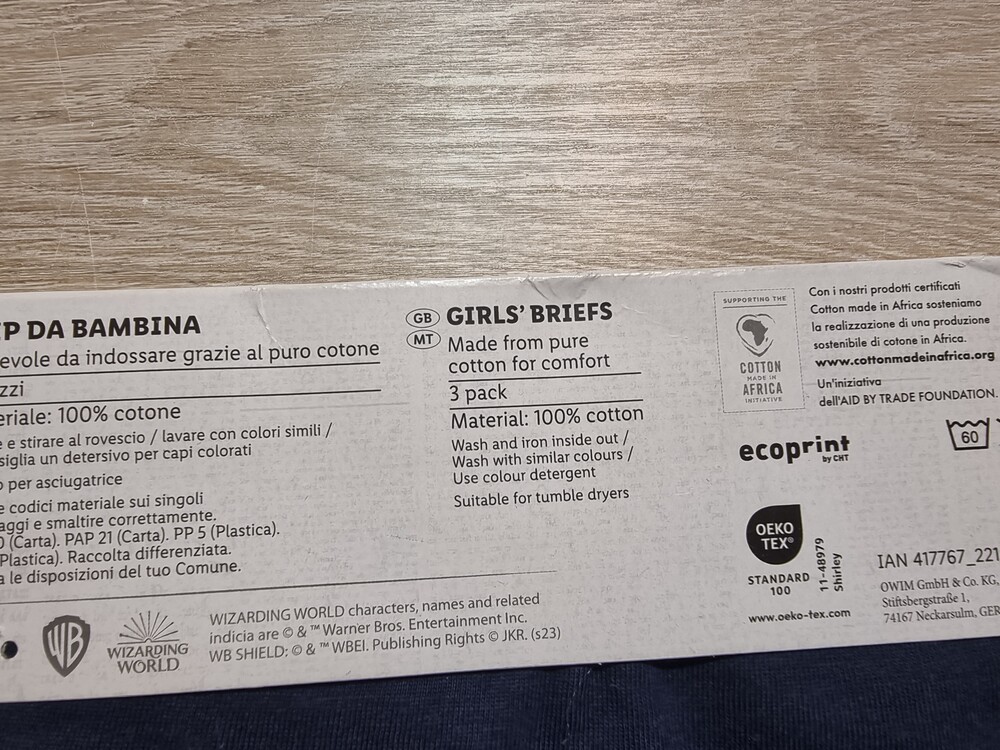 IP DA BAMBINA
evole da indossare grazie al puro cotone
zzi
eriale: 100% cotone
e e stirare al rovescio / lavare con colori simili /
siglia un detersivo per capi colorati
o per asciugatrice
e codici materiale sui singoli
aggi e smaltire correttamente.
0 (Carta). PAP 21 (Carta). PP 5 (Plastica).
Plastica). Raccolta differenziata.
a le disposizioni del tuo Comune.
GB
MT
GIRLS' BRIEFS
Made from pure
cotton for comfort
3 pack
Material: 100% cotton
Wash and iron inside out /
Wash with similar colours /
Use colour detergent
Suitable for tumble dryers
SUPPORTING THE
COTTON
MADE IN
AFRICA
INITIATIVE
Con i nostri prodotti certificati
Cotton made in Africa sosteniamo
la realizzazione di una produzione
sostenibile di cotone in Africa.
www.cottonmadeinafrica.org
Un'iniziativa
dell'AID BY TRADE FOUNDATION.
ecoprint
by CHT
60
OEKO
TEX®
STANDARD
100
11-48979
Shirley
www.oeko-tex.com
IAN 417767_221
OWIM GmbH & Co. KG,
Stiftsbergstraße 1,
74167 Neckarsulm, GER
WB
WIZARDING
WORLD
WIZARDING WORLD characters, names and related
indicia are © & ™ Warner Bros. Entertainment Inc.
WB SHIELD: © & ™ WBEI. Publishing Rights © JKR. (s23)